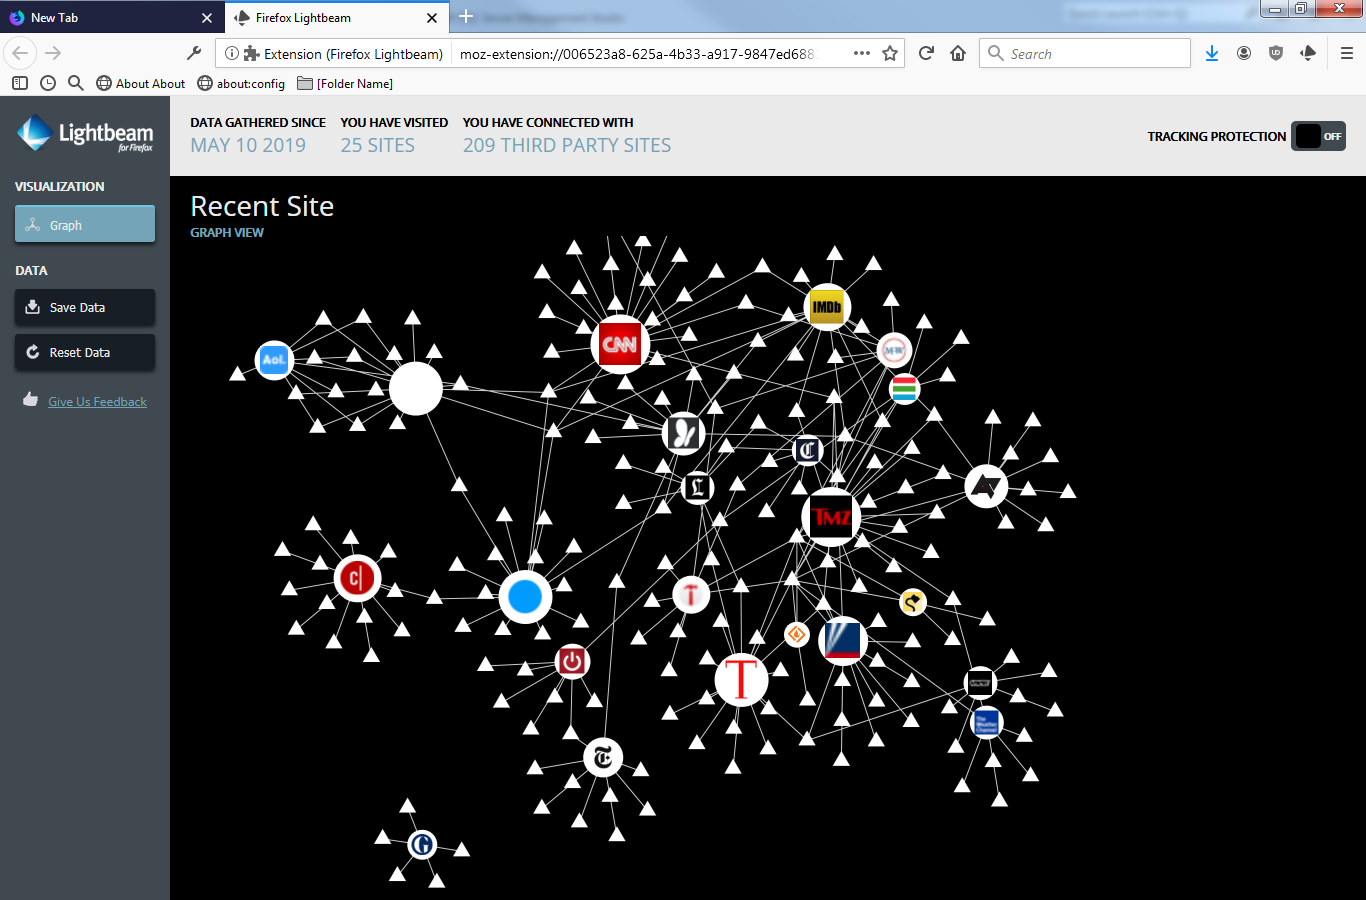 New Tab
Firefox Lightbeam
Extension (Firefox Lightbeam)
moz-extension://006523a8-625a-4b33-a917-9847ed688
Search
About About
about:config
[Folder Name]
Lightbeam
for Firefox
DATA GATHERED SINCE
MAY 10 2019
YOU HAVE VISITED
25 SITES
YOU HAVE CONNECTED WITH
209 THIRD PARTY SITES
TRACKING PROTECTION
OFF
VISUALIZATION
Graph
DATA
Save Data
Reset Data
Give Us Feedback
Recent Site
GRAPH VIEW
CNN
IMDb
Aol.
M-W
C
L
TMZ
C
T
T
T
The
Weather
Channel
G